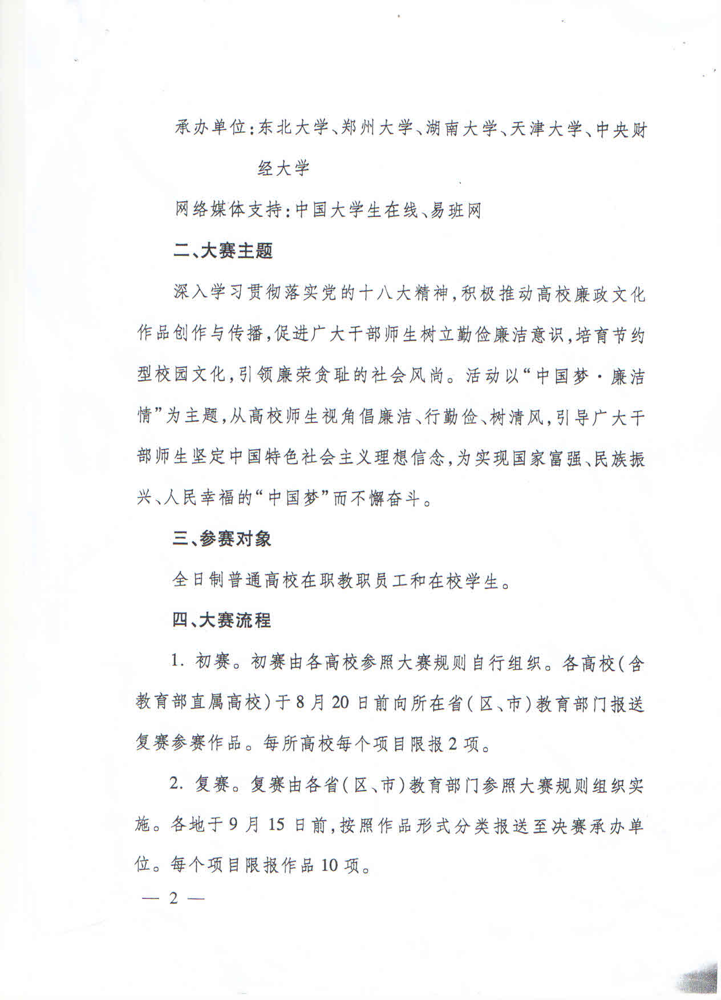 承办单位:东北大学、郑州大学、湖南大学、天津大学、中央财
经大学
网络媒体支持:中国大学生在线、易班网
二、大赛主题
深入学习贯彻落实党的十八大精神,积极推动高校廉政文化
作品创作与传播,促进广大干部师生树立勤俭廉洁意识,培育节约
型校园文化,引领廉荣贪耻的社会风尚。活动以“中国梦·廉洁
情”为主题,从高校师生视角倡廉洁、行勤俭、树清风,引导广大干
部师生坚定中国特色社会主义理想信念,为实现国家富强、民族振
兴、人民幸福的“中国梦”而不懈奋斗。
三、参赛对象
全日制普通高校在职教职员工和在校学生。
四、大赛流程
1. 初赛。初赛由各高校参照大赛规则自行组织。各高校(含
教育部直属高校)于 8 月 20 日前向所在省(区、市)教育部门报送
复赛参赛作品。每所高校每个项目限报 2 项。
2. 复赛。复赛由各省(区、市)教育部门参照大赛规则组织实
施。各地于 9 月 15 日前,按照作品形式分类报送至决赛承办单
位。每个项目限报作品 10 项。
— 2 —